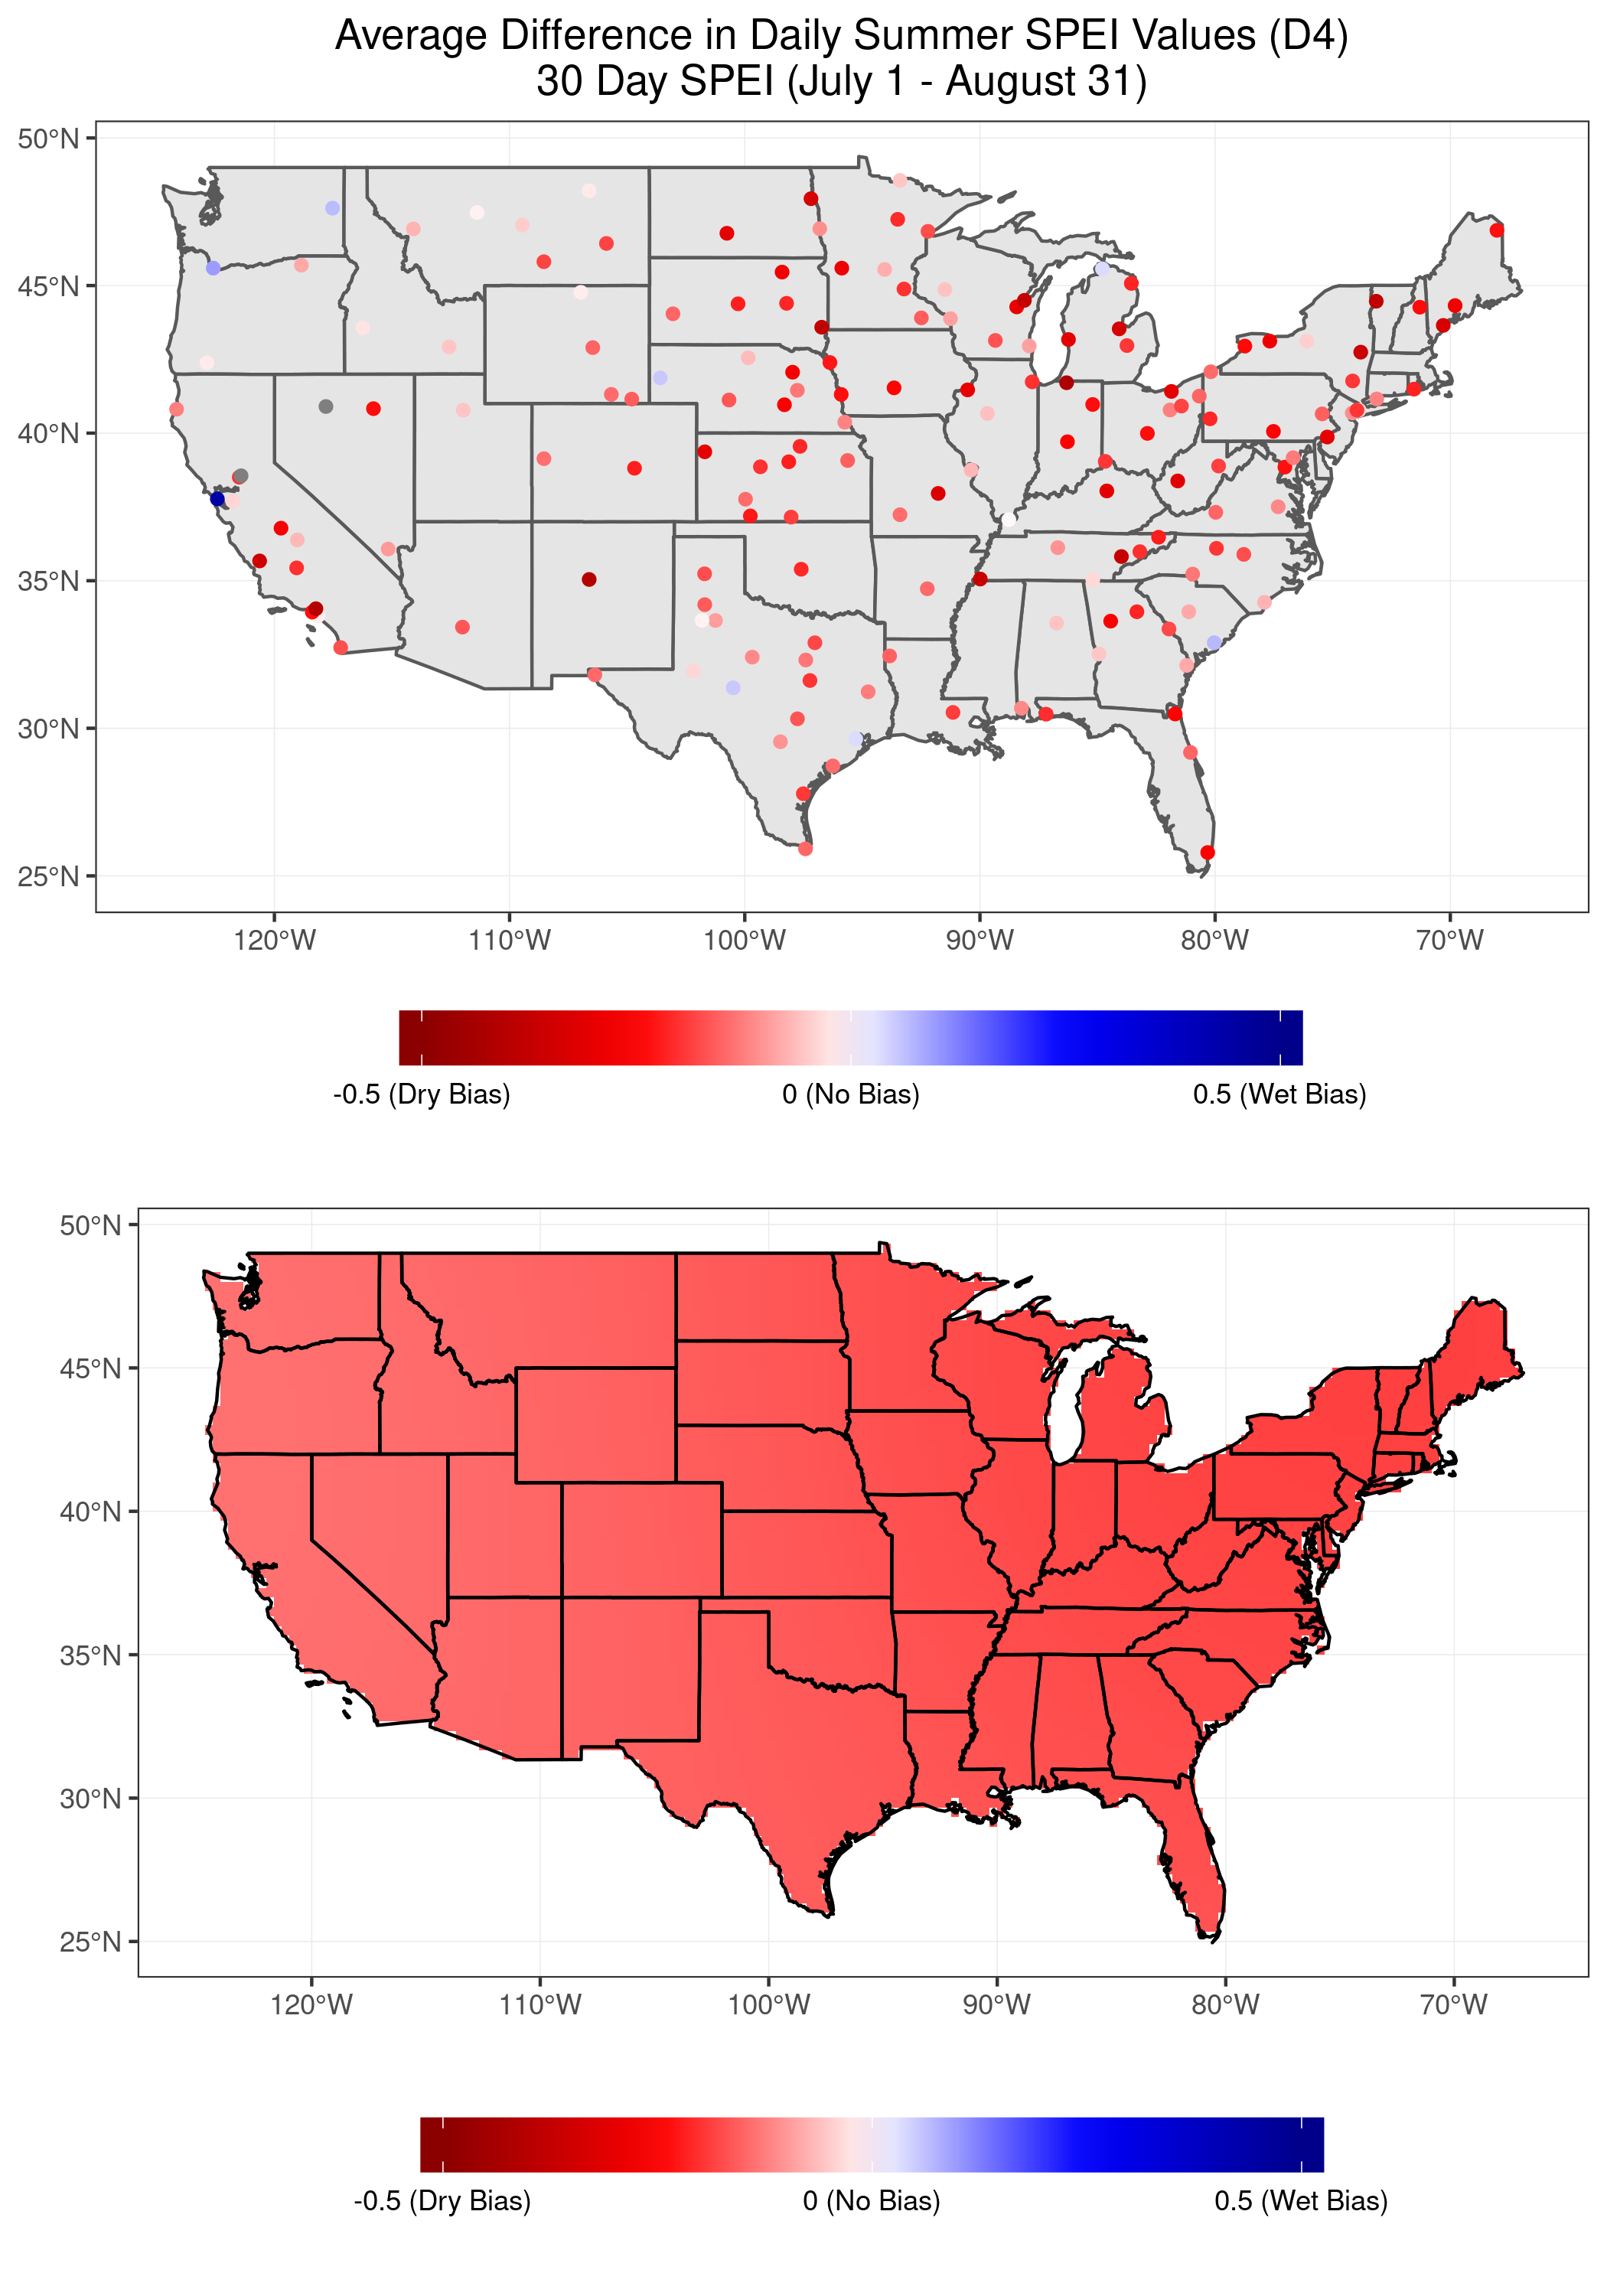 Average Difference in Daily Summer SPEI Values (D4)
30 Day SPEI (July 1 - August 31)
50°N
45°N
40°N
35°N
30°N
25°N
120°W 110°W 100°W 90°W 80°W 70°W
-0.5 (Dry Bias) 0 (No Bias) 0.5 (Wet Bias)
50°N
45°N
40°N
35°N
30°N
25°N
120°W 110°W 100°W 90°W 80°W 70°W
-0.5 (Dry Bias) 0 (No Bias) 0.5 (Wet Bias)